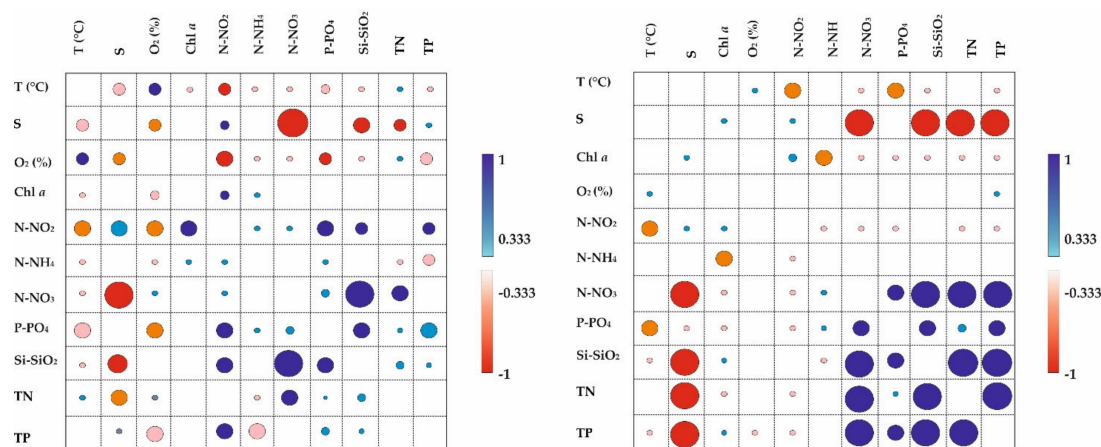 T (°C) S O₂ (%) Chl a N-NO₂ N-NH₄ N-NO₃ P-PO₄ Si-SiO₂ TN TP
T (°C)
S
O₂ (%)
Chl a
N-NO₂
N-NH₄
N-NO₃
P-PO₄
Si-SiO₂
TN
TP
1
0.333
-0.333
-1
T (°C) S Chl a O₂ (%) N-NO₂ N-NH N-NO₃ P-PO₄ Si-SiO₂ TN TP
T (°C)
S
Chl a
O₂ (%)
N-NO₂
N-NH₄
N-NO₃
P-PO₄
Si-SiO₂
TN
TP
1
0.333
-0.333
-1